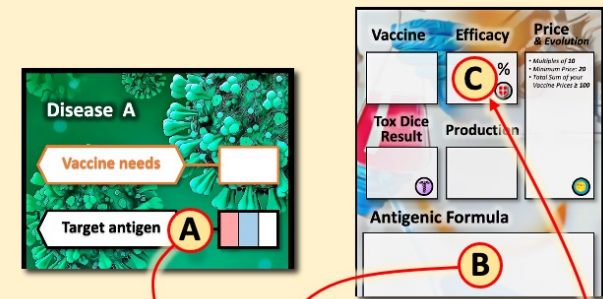 Disease A
Vaccine needs
Target antigen A
Vaccine Efficacy Price
& Evolution
• Multiples of 10
• Minimum Price: 20
• Total Sum of your
Vaccine Prices ≥ 100
C %
Tox Dice
Result
Production
Antigenic Formula
B